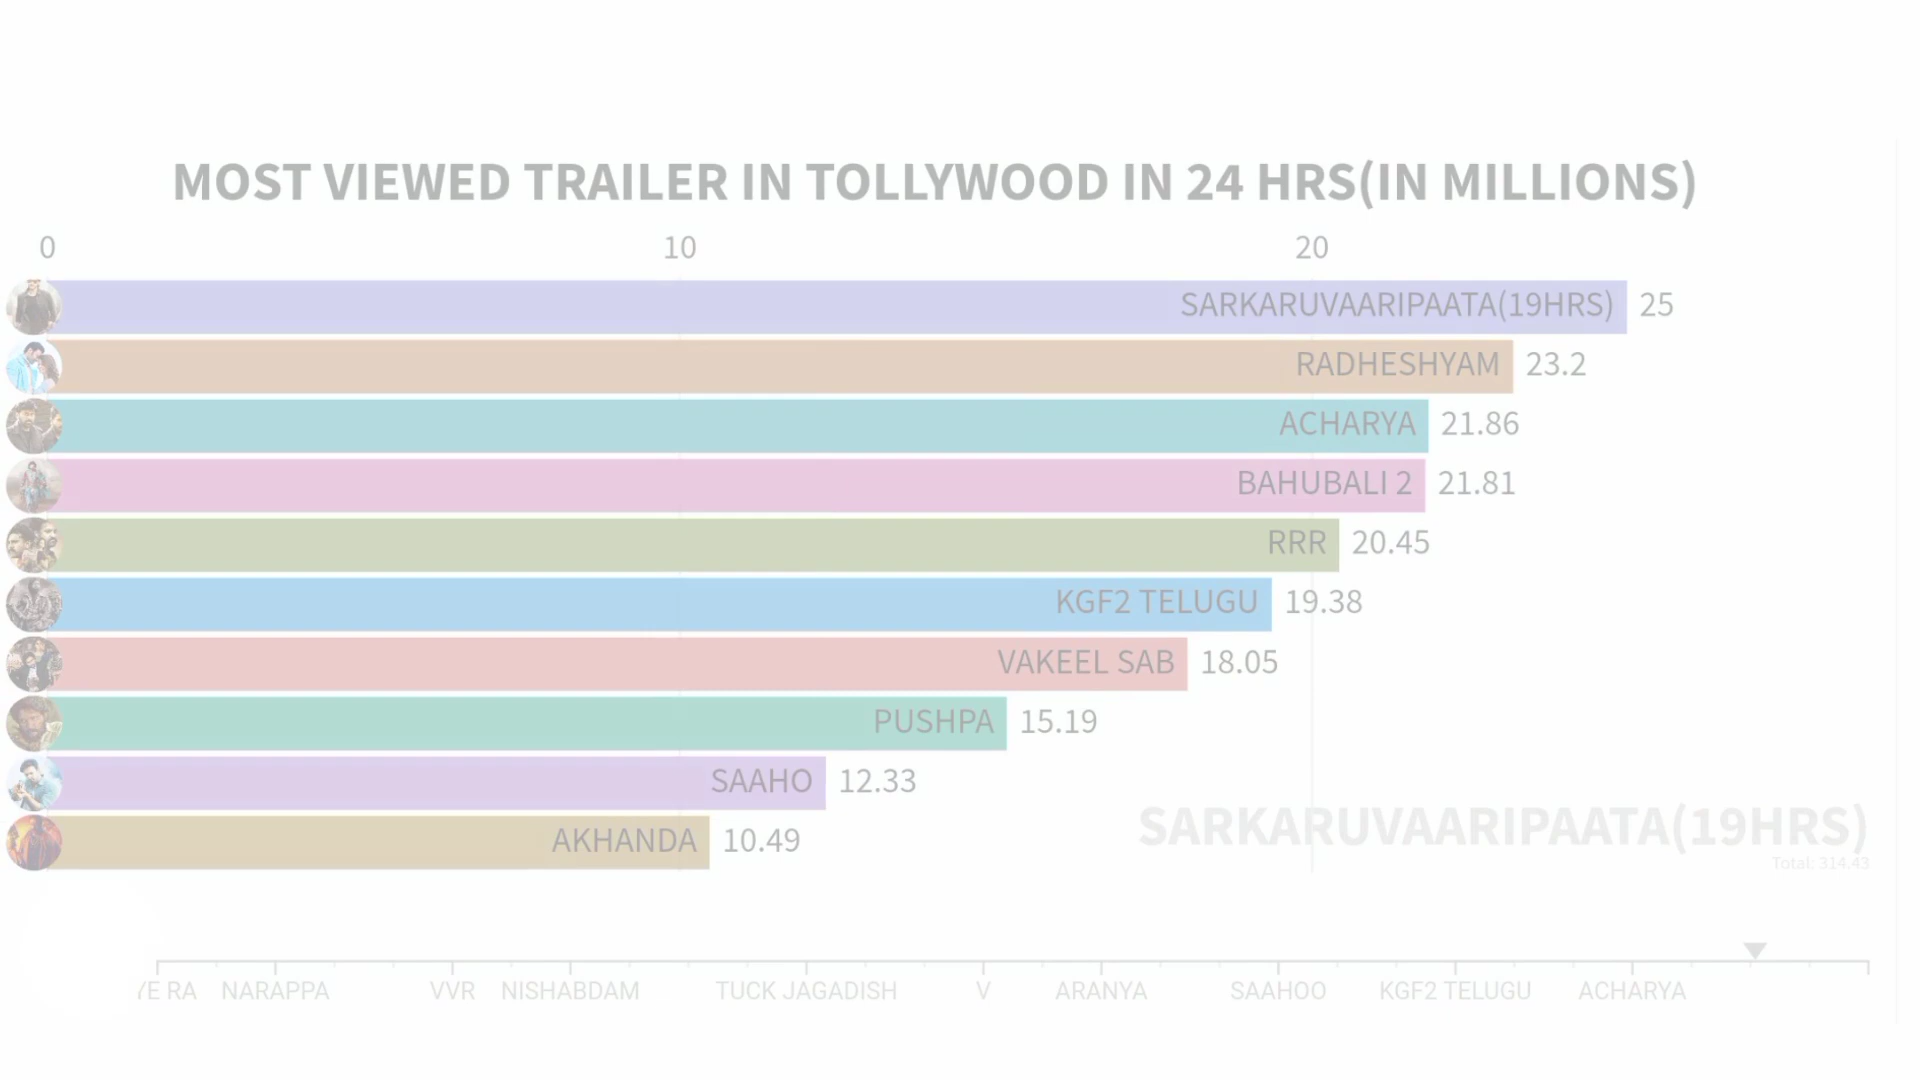 MOST VIEWED TRAILER IN TOLLYWOOD IN 24 HRS(IN MILLIONS)
0 10 20
SARKARUVAARIPAATA(19HRS) 25
RADHESHYAM 23.2
ACHARYA 21.86
BAHUBALI 2 21.81
RRR 20.45
KGF2 TELUGU 19.38
VAKEEL SAB 18.05
PUSHPA 15.19
SAAHO 12.33
SARKARUVAARIPAATA(19HRS)
AKHANDA 10.49
Total: 314.43
YE RA NARAPPA VVR NISHABDAM TUCK JAGADISH V ARANYA SAAHOO KGF2 TELUGU ACHARYA